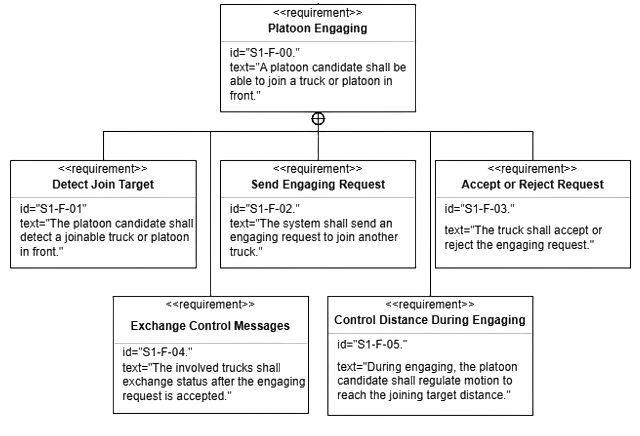 <<requirement>>
Platoon Engaging
id="S1-F-00."
text="A platoon candidate shall be
able to join a truck or platoon in
front."
<<requirement>>
Detect Join Target
id="S1-F-01"
text="The platoon candidate shall
detect a joinable truck or platoon
in front."
<<requirement>>
Send Engaging Request
id="S1-F-02."
text="The system shall send an
engaging request to join another
truck."
<<requirement>>
Accept or Reject Request
id="S1-F-03."
text="The truck shall accept or
reject the engaging request."
<<requirement>>
Exchange Control Messages
id="S1-F-04."
text="The involved trucks shall
exchange status after the engaging
request is accepted."
<<requirement>>
Control Distance During Engaging
id="S1-F-05."
text="During engaging, the platoon
candidate shall regulate motion to
reach the joining target distance."